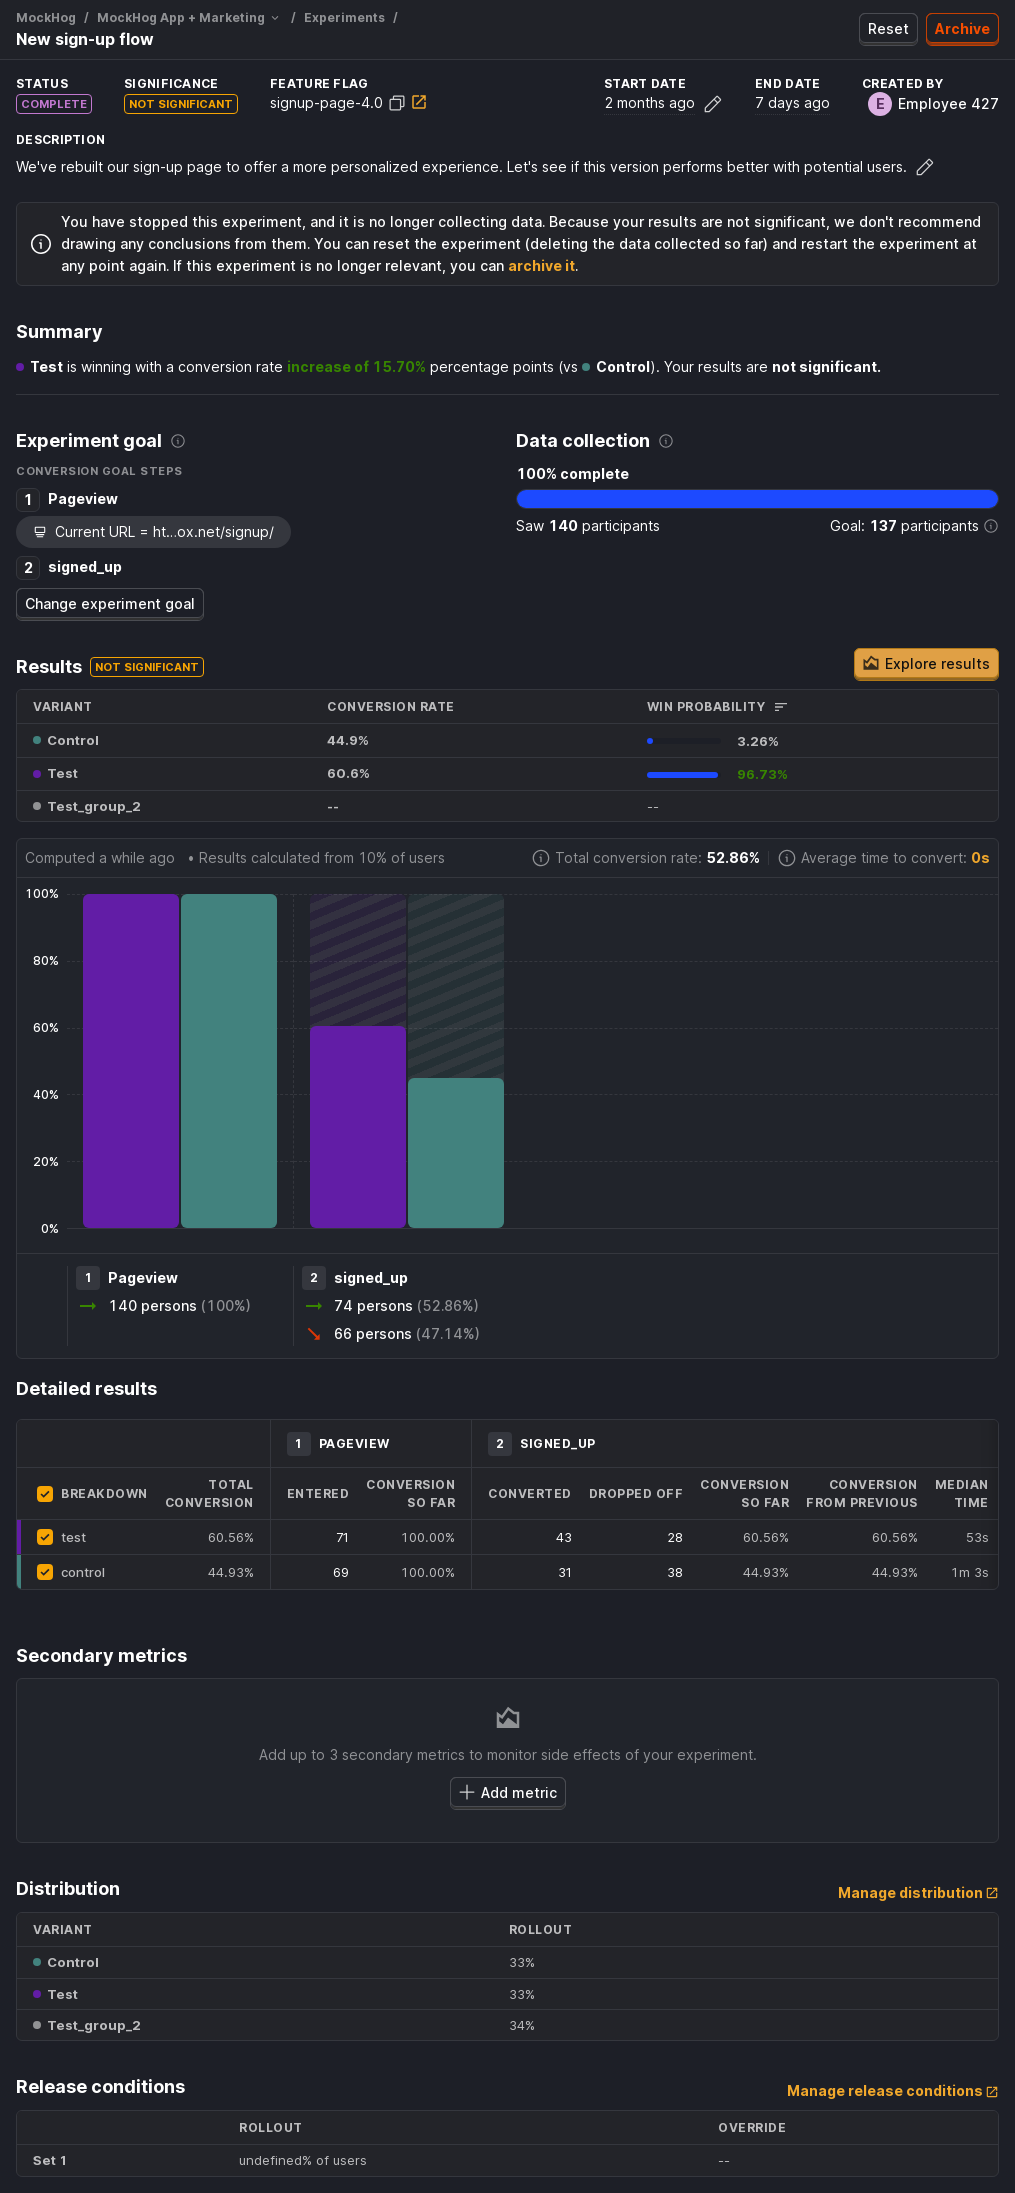 MockHog / MockHog App + Marketing / Experiments /
New sign-up flow
Reset Archive
STATUS SIGNIFICANCE FEATURE FLAG START DATE END DATE CREATED BY
COMPLETE NOT SIGNIFICANT signup-page-4.0 2 months ago 7 days ago E Employee 427
DESCRIPTION
We've rebuilt our sign-up page to offer a more personalized experience. Let's see if this version performs better with potential users.
You have stopped this experiment, and it is no longer collecting data. Because your results are not significant, we don't recommend
drawing any conclusions from them. You can reset the experiment (deleting the data collected so far) and restart the experiment at
any point again. If this experiment is no longer relevant, you can archive it.
Summary
Test is winning with a conversion rate increase of 15.70% percentage points (vs Control). Your results are not significant.
Experiment goal
CONVERSION GOAL STEPS
1 Pageview
Current URL = ht...ox.net/signup/
2 signed_up
Change experiment goal
Data collection
100% complete
Saw 140 participants Goal: 137 participants
Results NOT SIGNIFICANT Explore results
VARIANT CONVERSION RATE WIN PROBABILITY
Control 44.9% 3.26%
Test 60.6% 96.73%
Test_group_2 -- --
Computed a while ago • Results calculated from 10% of users Total conversion rate: 52.86% Average time to convert: 0s
100%
80%
60%
40%
20%
0%
1 Pageview
140 persons (100%)
2 signed_up
74 persons (52.86%)
66 persons (47.14%)
Detailed results
1 PAGEVIEW 2 SIGNED_UP
BREAKDOWN TOTAL CONVERSION ENTERED CONVERSION SO FAR CONVERTED DROPPED OFF CONVERSION SO FAR CONVERSION FROM PREVIOUS MEDIAN TIME
test 60.56% 71 100.00% 43 28 60.56% 60.56% 53s
control 44.93% 69 100.00% 31 38 44.93% 44.93% 1m 3s
Secondary metrics
Add up to 3 secondary metrics to monitor side effects of your experiment.
Add metric
Distribution Manage distribution
VARIANT ROLLOUT
Control 33%
Test 33%
Test_group_2 34%
Release conditions Manage release conditions
ROLLOUT OVERRIDE
Set 1 undefined% of users --